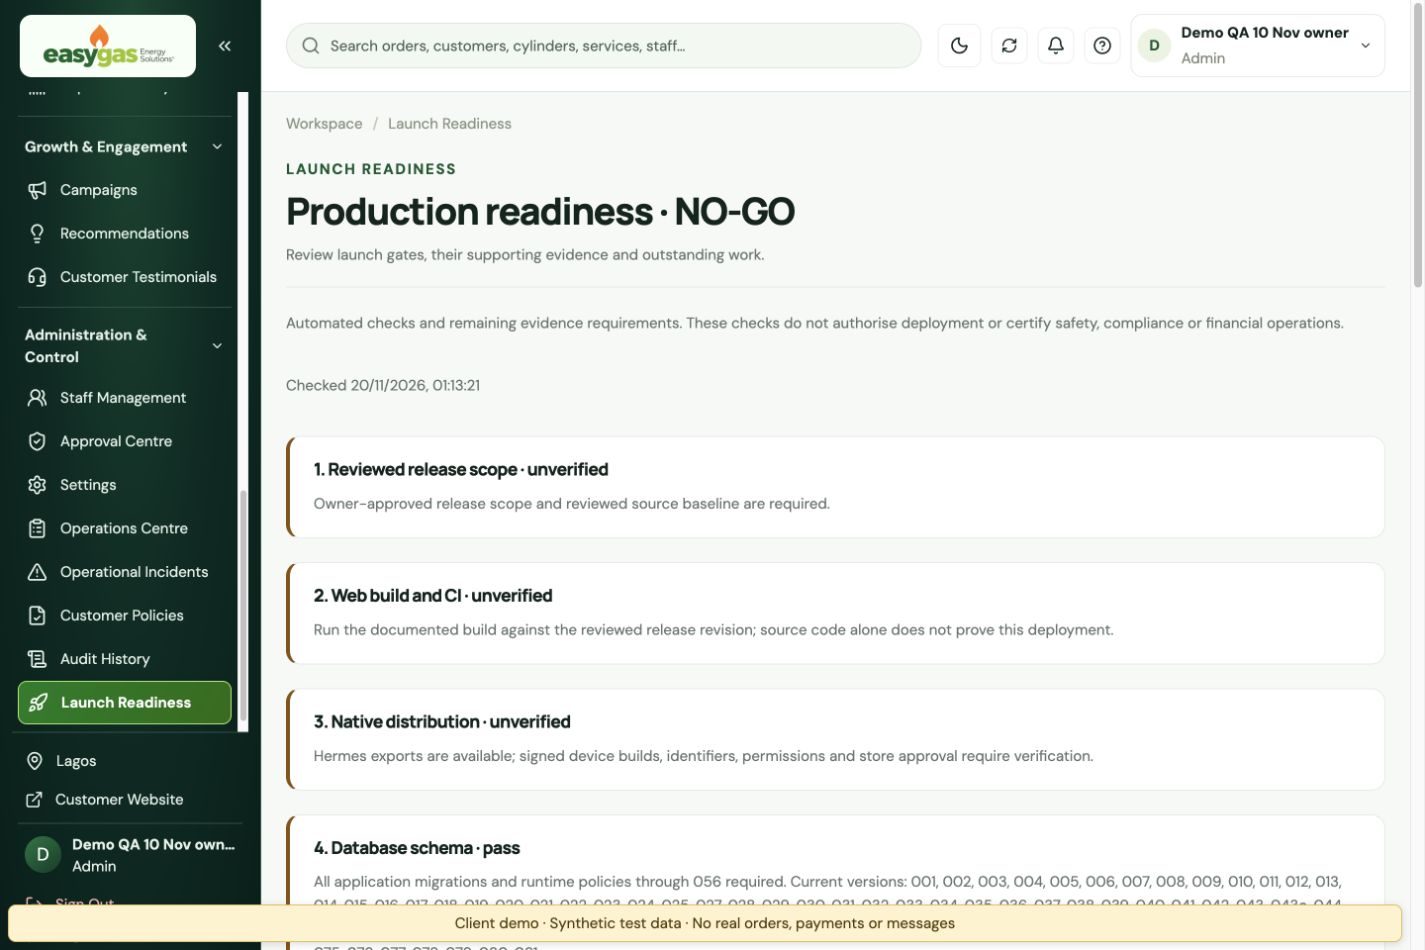 easygas Energy Solutions
Search orders, customers, cylinders, services, staff...
D
Demo QA 10 Nov owner
Admin
Growth & Engagement
Campaigns
Recommendations
Customer Testimonials
Administration &
Control
Staff Management
Approval Centre
Settings
Operations Centre
Operational Incidents
Customer Policies
Audit History
Launch Readiness
Lagos
Customer Website
D
Demo QA 10 Nov own...
Admin
Sign Out
Workspace / Launch Readiness
LAUNCH READINESS
Production readiness · NO-GO
Review launch gates, their supporting evidence and outstanding work.
Automated checks and remaining evidence requirements. These checks do not authorise deployment or certify safety, compliance or financial operations.
Checked 20/11/2026, 01:13:21
1. Reviewed release scope · unverified
Owner-approved release scope and reviewed source baseline are required.
2. Web build and CI · unverified
Run the documented build against the reviewed release revision; source code alone does not prove this deployment.
3. Native distribution · unverified
Hermes exports are available; signed device builds, identifiers, permissions and store approval require verification.
4. Database schema · pass
All application migrations and runtime policies through 056 required. Current versions: 001, 002, 003, 004, 005, 006, 007, 008, 009, 010, 011, 012, 013,
Client demo · Synthetic test data · No real orders, payments or messages